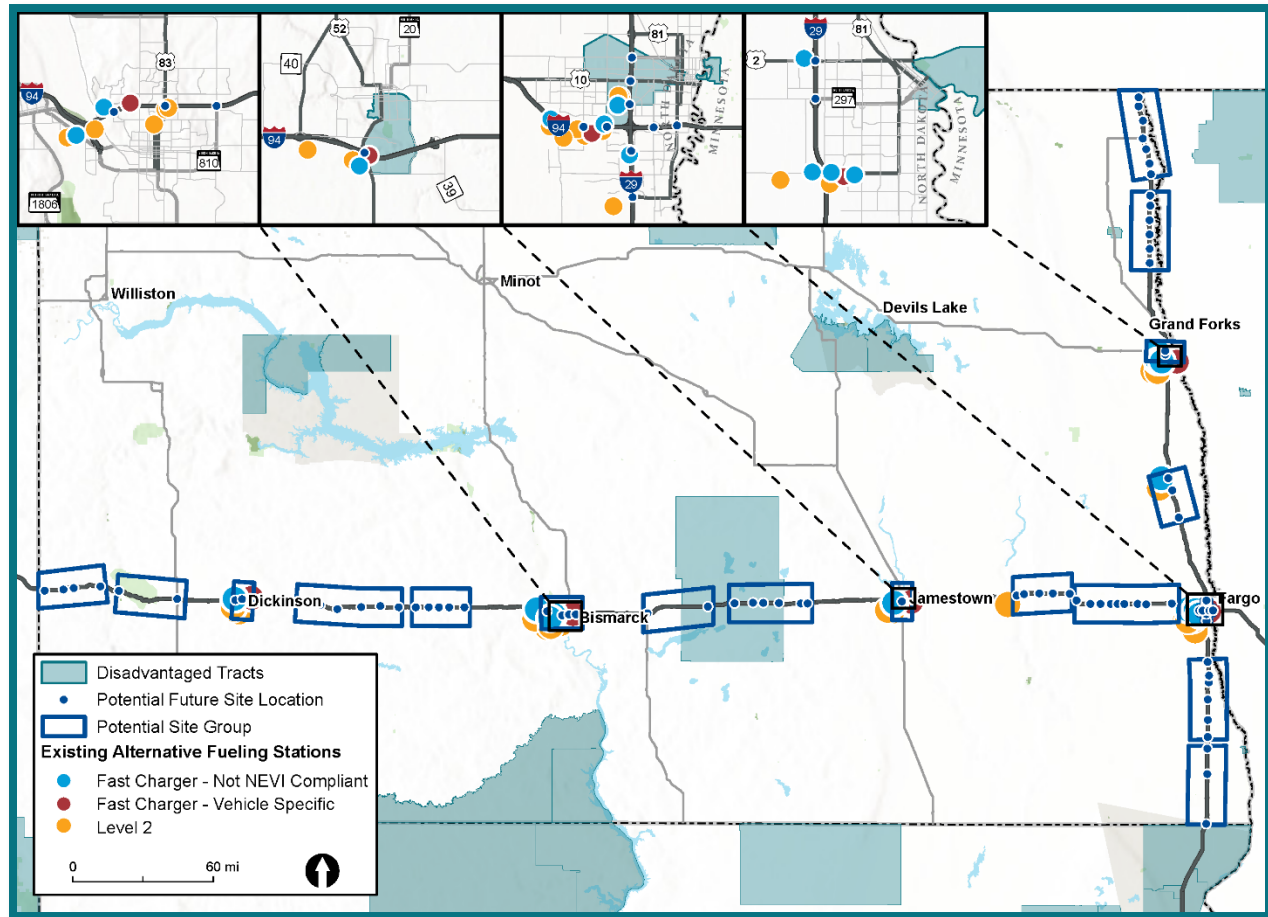 94
83
810
1806
52
20
40
94
39
81
10
94
29
NORTH DAKOTA
MINNESOTA
29
81
2
297
NORTH DAKOTA
MINNESOTA
Williston
Minot
Devils Lake
Grand Forks
Dickinson
Bismarck
Jamestown
Fargo
Disadvantaged Tracts
Potential Future Site Location
Potential Site Group
Existing Alternative Fueling Stations
Fast Charger - Not NEVI Compliant
Fast Charger - Vehicle Specific
Level 2
0
60 mi